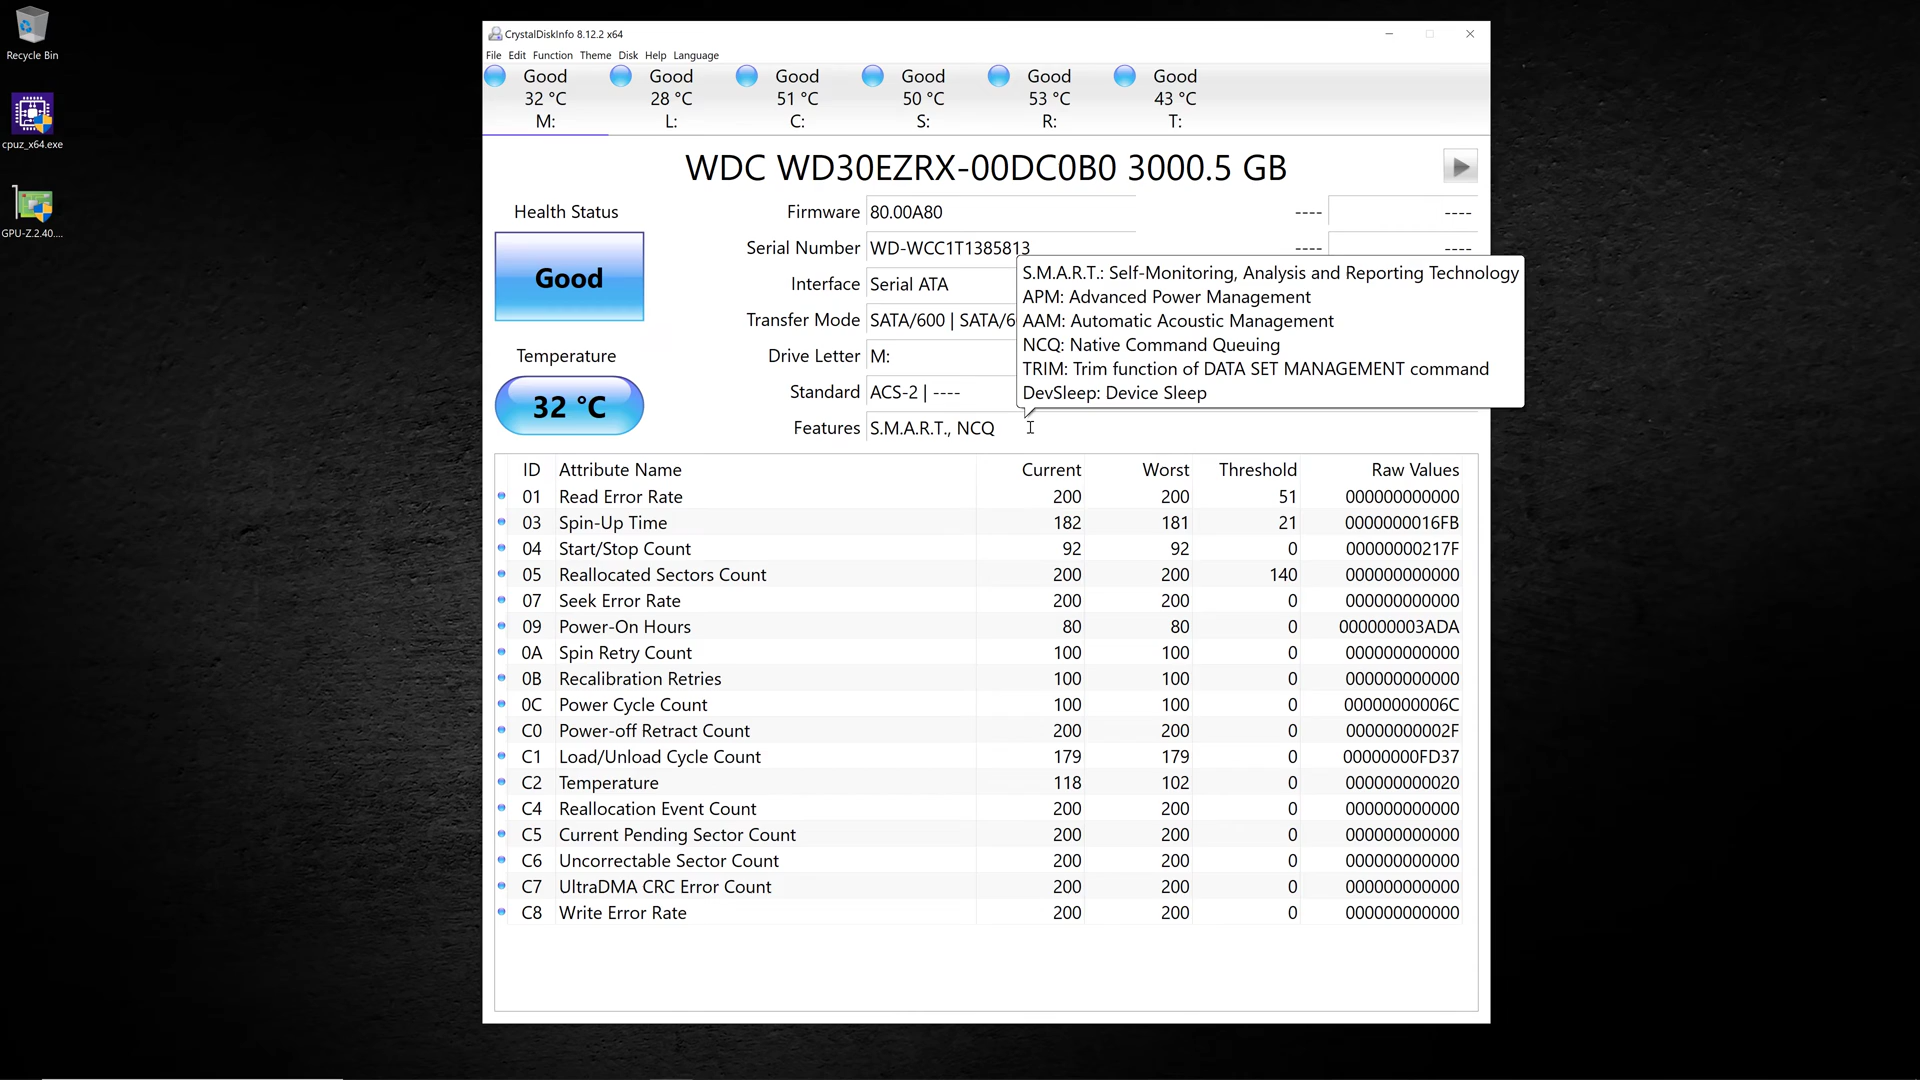 Recycle Bin
cpuz_x64.exe
GPU-Z.2.40....
CrystalDiskInfo 8.12.2 x64
File Edit Function Theme Disk Help Language
Good Good Good Good Good Good
32 °C 28 °C 51 °C 50 °C 53 °C 43 °C
M: L: C: S: R: T:
WDC WD30EZRX-00DC0B0 3000.5 GB
Health Status
Good
Temperature
32 °C
Firmware 80.00A80 ---- ----
Serial Number WD-WCC1T1385813 ---- ----
Interface Serial ATA
Transfer Mode SATA/600 | SATA/6
Drive Letter M:
Standard ACS-2 | ----
Features S.M.A.R.T., NCQ
S.M.A.R.T.: Self-Monitoring, Analysis and Reporting Technology
APM: Advanced Power Management
AAM: Automatic Acoustic Management
NCQ: Native Command Queuing
TRIM: Trim function of DATA SET MANAGEMENT command
DevSleep: Device Sleep
ID Attribute Name Current Worst Threshold Raw Values
01 Read Error Rate 200 200 51 000000000000
03 Spin-Up Time 182 181 21 0000000016FB
04 Start/Stop Count 92 92 0 00000000217F
05 Reallocated Sectors Count 200 200 140 000000000000
07 Seek Error Rate 200 200 0 000000000000
09 Power-On Hours 80 80 0 000000003ADA
0A Spin Retry Count 100 100 0 000000000000
0B Recalibration Retries 100 100 0 000000000000
0C Power Cycle Count 100 100 0 00000000006C
C0 Power-off Retract Count 200 200 0 00000000002F
C1 Load/Unload Cycle Count 179 179 0 00000000FD37
C2 Temperature 118 102 0 000000000020
C4 Reallocation Event Count 200 200 0 000000000000
C5 Current Pending Sector Count 200 200 0 000000000000
C6 Uncorrectable Sector Count 200 200 0 000000000000
C7 UltraDMA CRC Error Count 200 200 0 000000000000
C8 Write Error Rate 200 200 0 000000000000